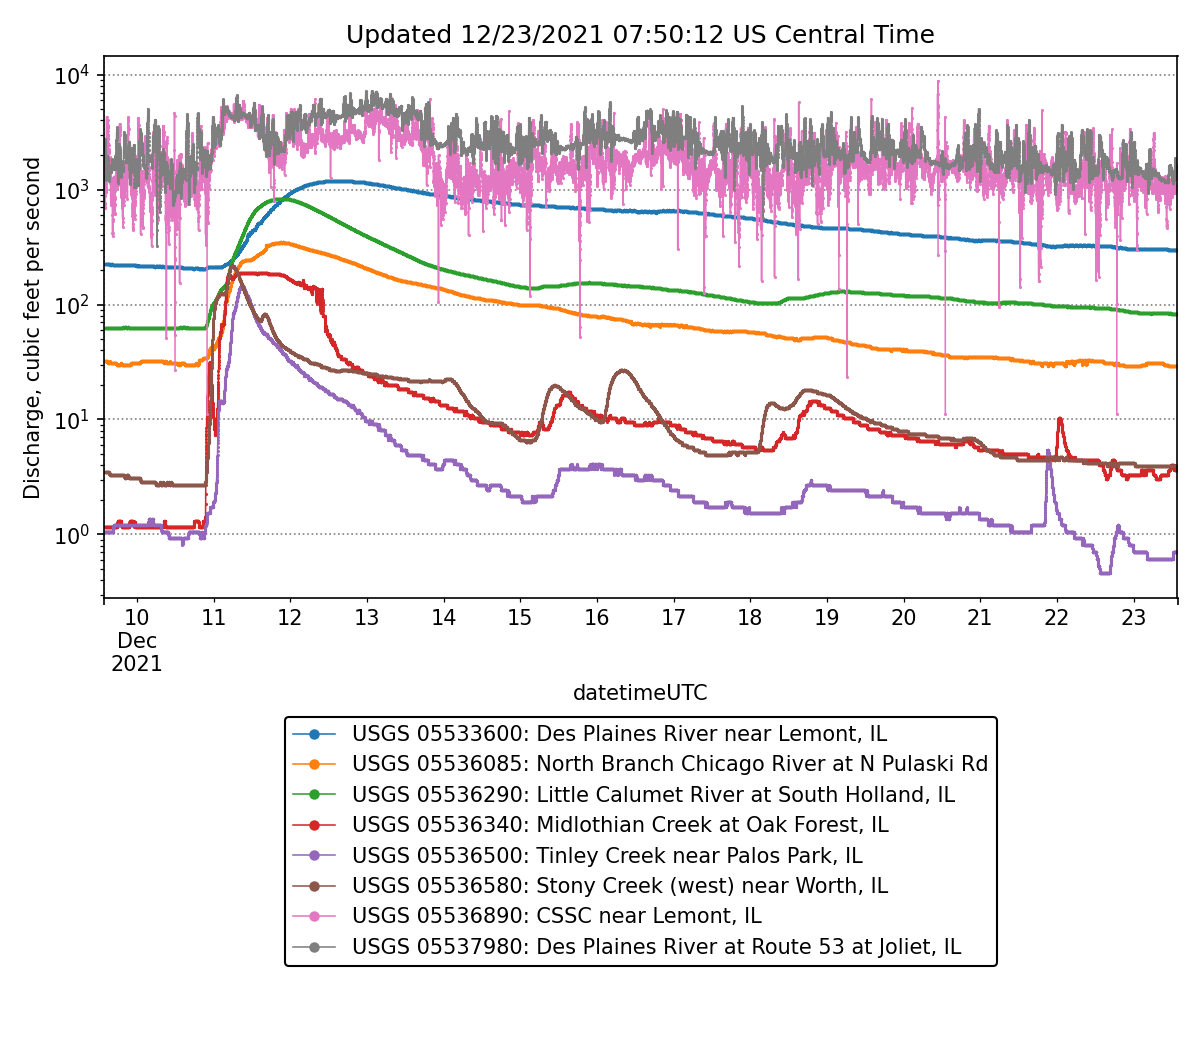 Updated 12/23/2021 07:50:12 US Central Time
Discharge, cubic feet per second
10⁴
10³
10²
10¹
10⁰
10 11 12 13 14 15 16 17 18 19 20 21 22 23
Dec
2021
datetimeUTC
USGS 05533600: Des Plaines River near Lemont, IL
USGS 05536085: North Branch Chicago River at N Pulaski Rd
USGS 05536290: Little Calumet River at South Holland, IL
USGS 05536340: Midlothian Creek at Oak Forest, IL
USGS 05536500: Tinley Creek near Palos Park, IL
USGS 05536580: Stony Creek (west) near Worth, IL
USGS 05536890: CSSC near Lemont, IL
USGS 05537980: Des Plaines River at Route 53 at Joliet, IL